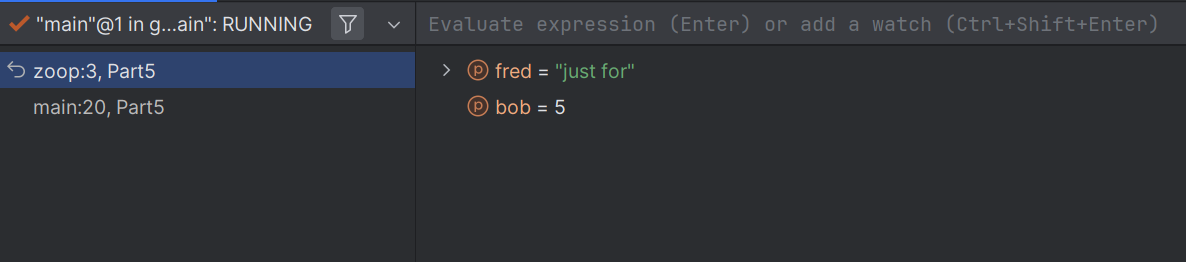 "main"@1 in g...ain": RUNNING
Evaluate expression (Enter) or add a watch (Ctrl+Shift+Enter)
zoop:3, Part5
main:20, Part5
p fred = "just for"
p bob = 5